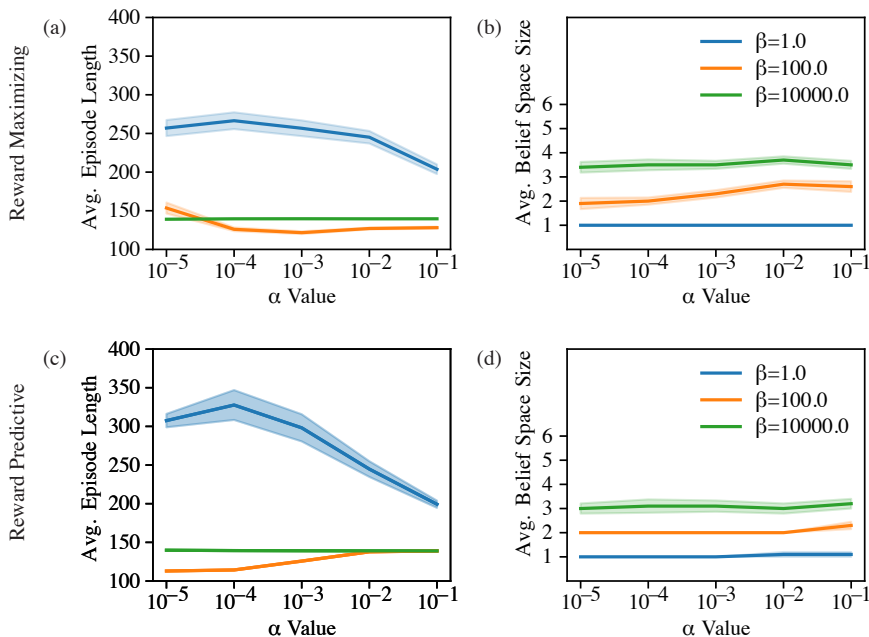 (a)
Reward Maximizing
Avg. Episode Length
400
350
300
250
200
150
100
10⁻⁵ 10⁻⁴ 10⁻³ 10⁻² 10⁻¹
α Value
(b)
Avg. Belief Space Size
6
5
4
3
2
1
β=1.0
β=100.0
β=10000.0
10⁻⁵ 10⁻⁴ 10⁻³ 10⁻² 10⁻¹
α Value
(c)
Reward Predictive
Avg. Episode Length
400
350
300
250
200
150
100
10⁻⁵ 10⁻⁴ 10⁻³ 10⁻² 10⁻¹
α Value
(d)
Avg. Belief Space Size
6
5
4
3
2
1
β=1.0
β=100.0
β=10000.0
10⁻⁵ 10⁻⁴ 10⁻³ 10⁻² 10⁻¹
α Value